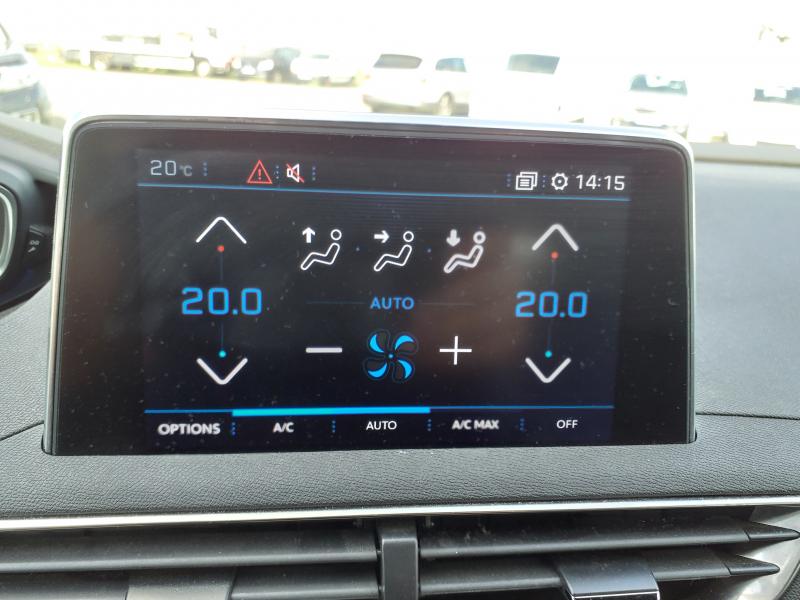 20°C 14:15
20.0 20.0
AUTO
OPTIONS A/C AUTO A/C MAX OFF